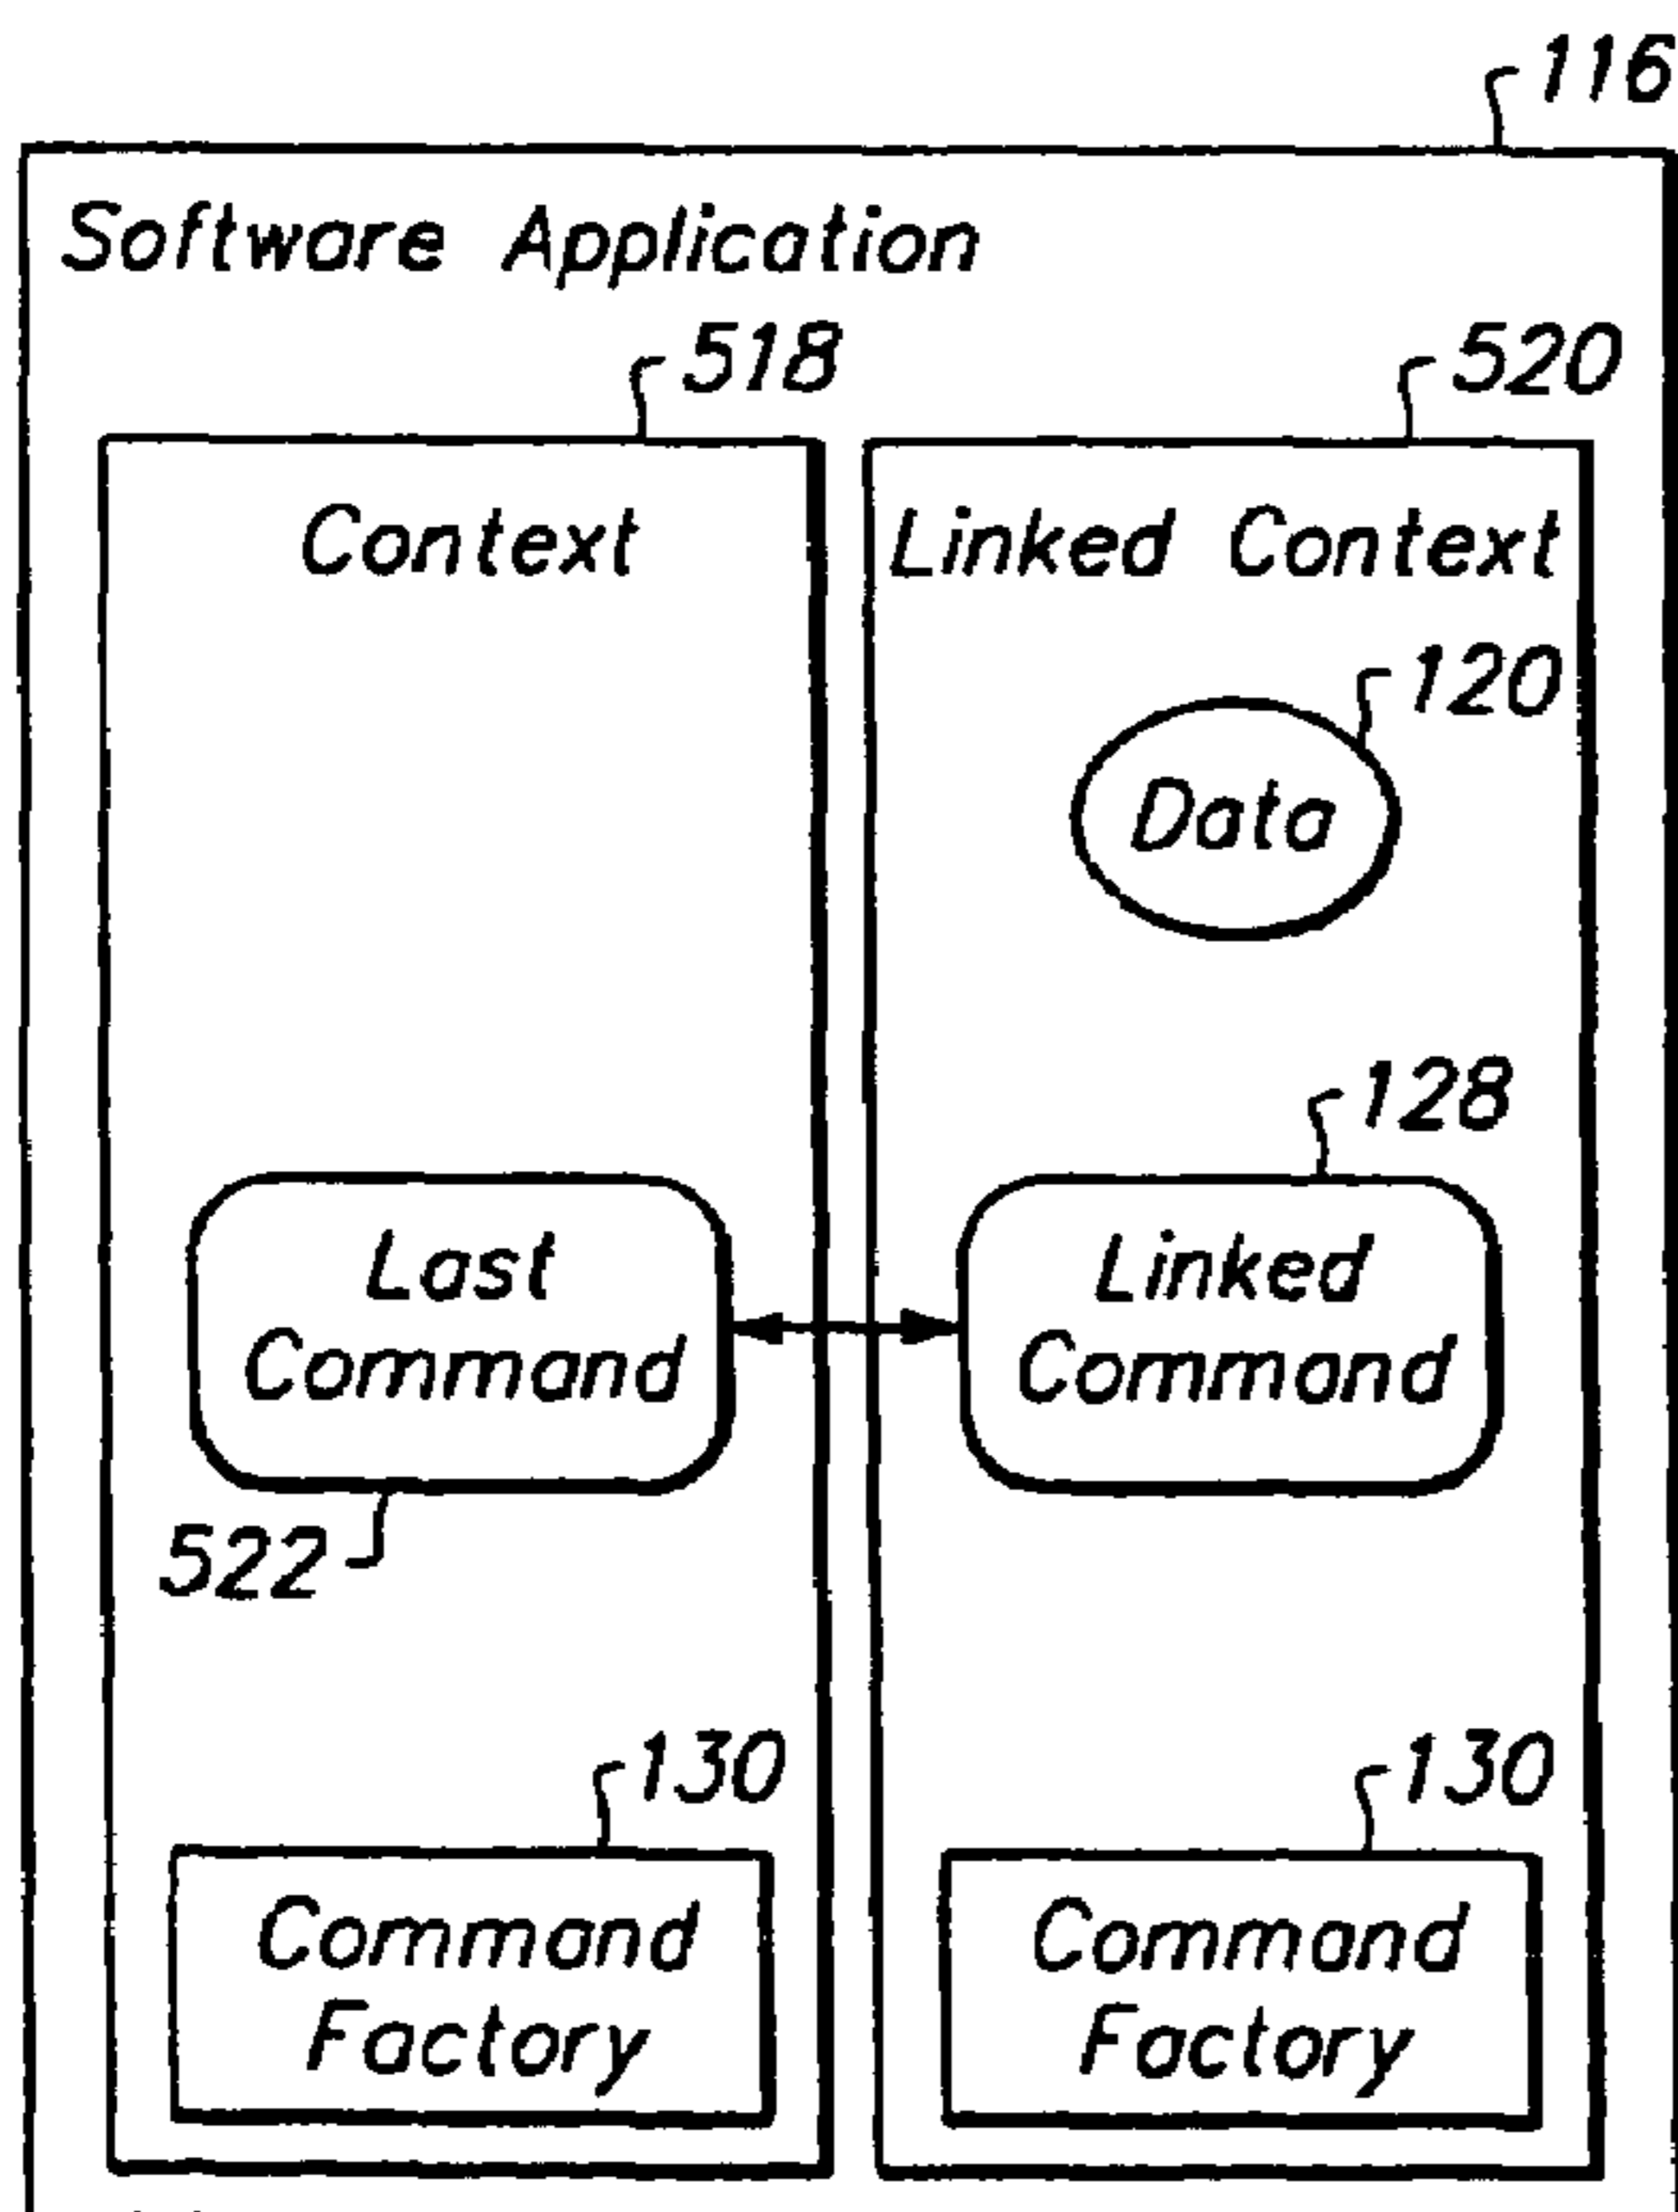 116
Software Application
518
520
Context
Linked Context
120
Data
128
Last
Command
Linked
Command
522
130
130
Command
Factory
Command
Factory